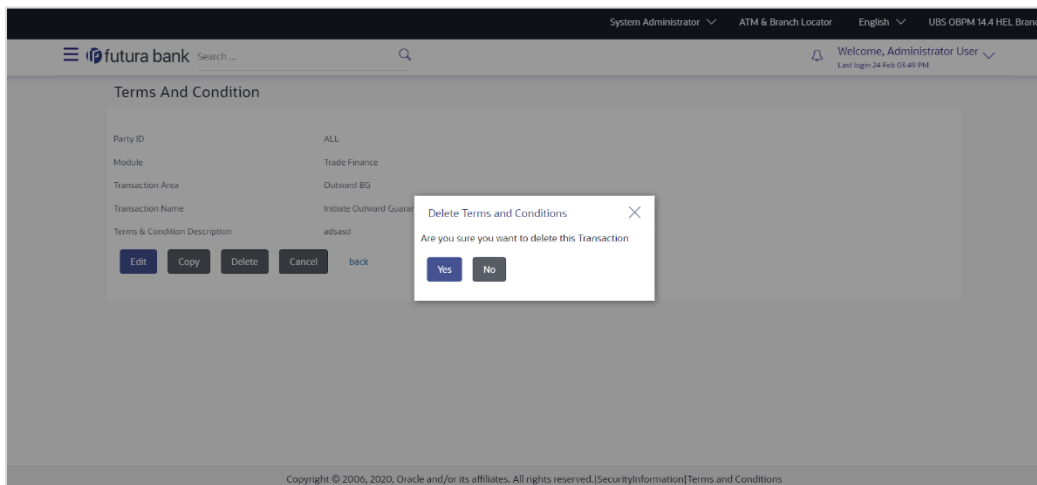 System Administrator ATM & Branch Locator English UBS OBPM 14.4 HEL Branc
futura bank Search ... Welcome, Administrator User
Last login 24 Feb 03:49 PM
Terms And Condition
Party ID ALL
Module Trade Finance
Transaction Area Outward BG
Transaction Name Initiate Outward Guarar
Delete Terms and Conditions
Terms & Condition Description adsasd
Are you sure you want to delete this Transaction
Edit Copy Delete Cancel back
Yes No
Copyright © 2006, 2020, Oracle and/or its affiliates. All rights reserved.|SecurityInformation|Terms and Conditions